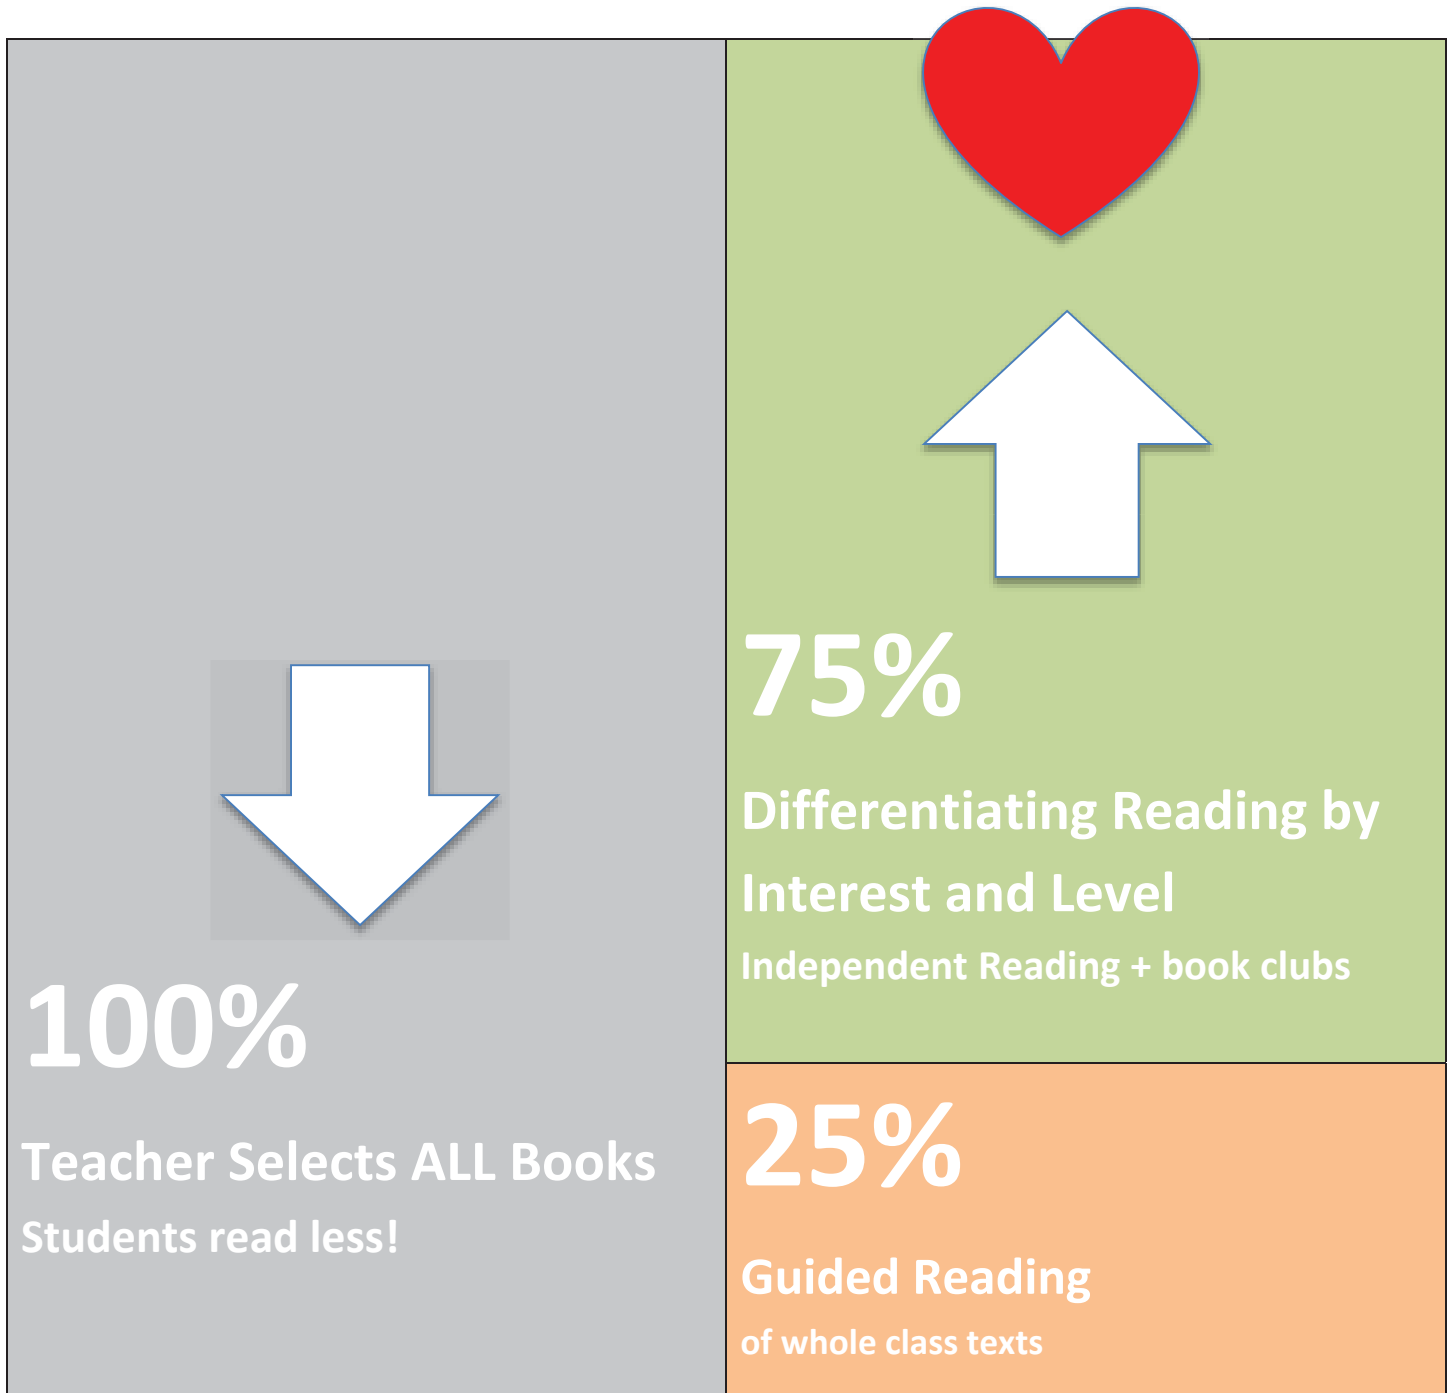 100%
Teacher Selects ALL Books
Students read less!
75%
Differentiating Reading by
Interest and Level
Independent Reading + book clubs
25%
Guided Reading
of whole class texts